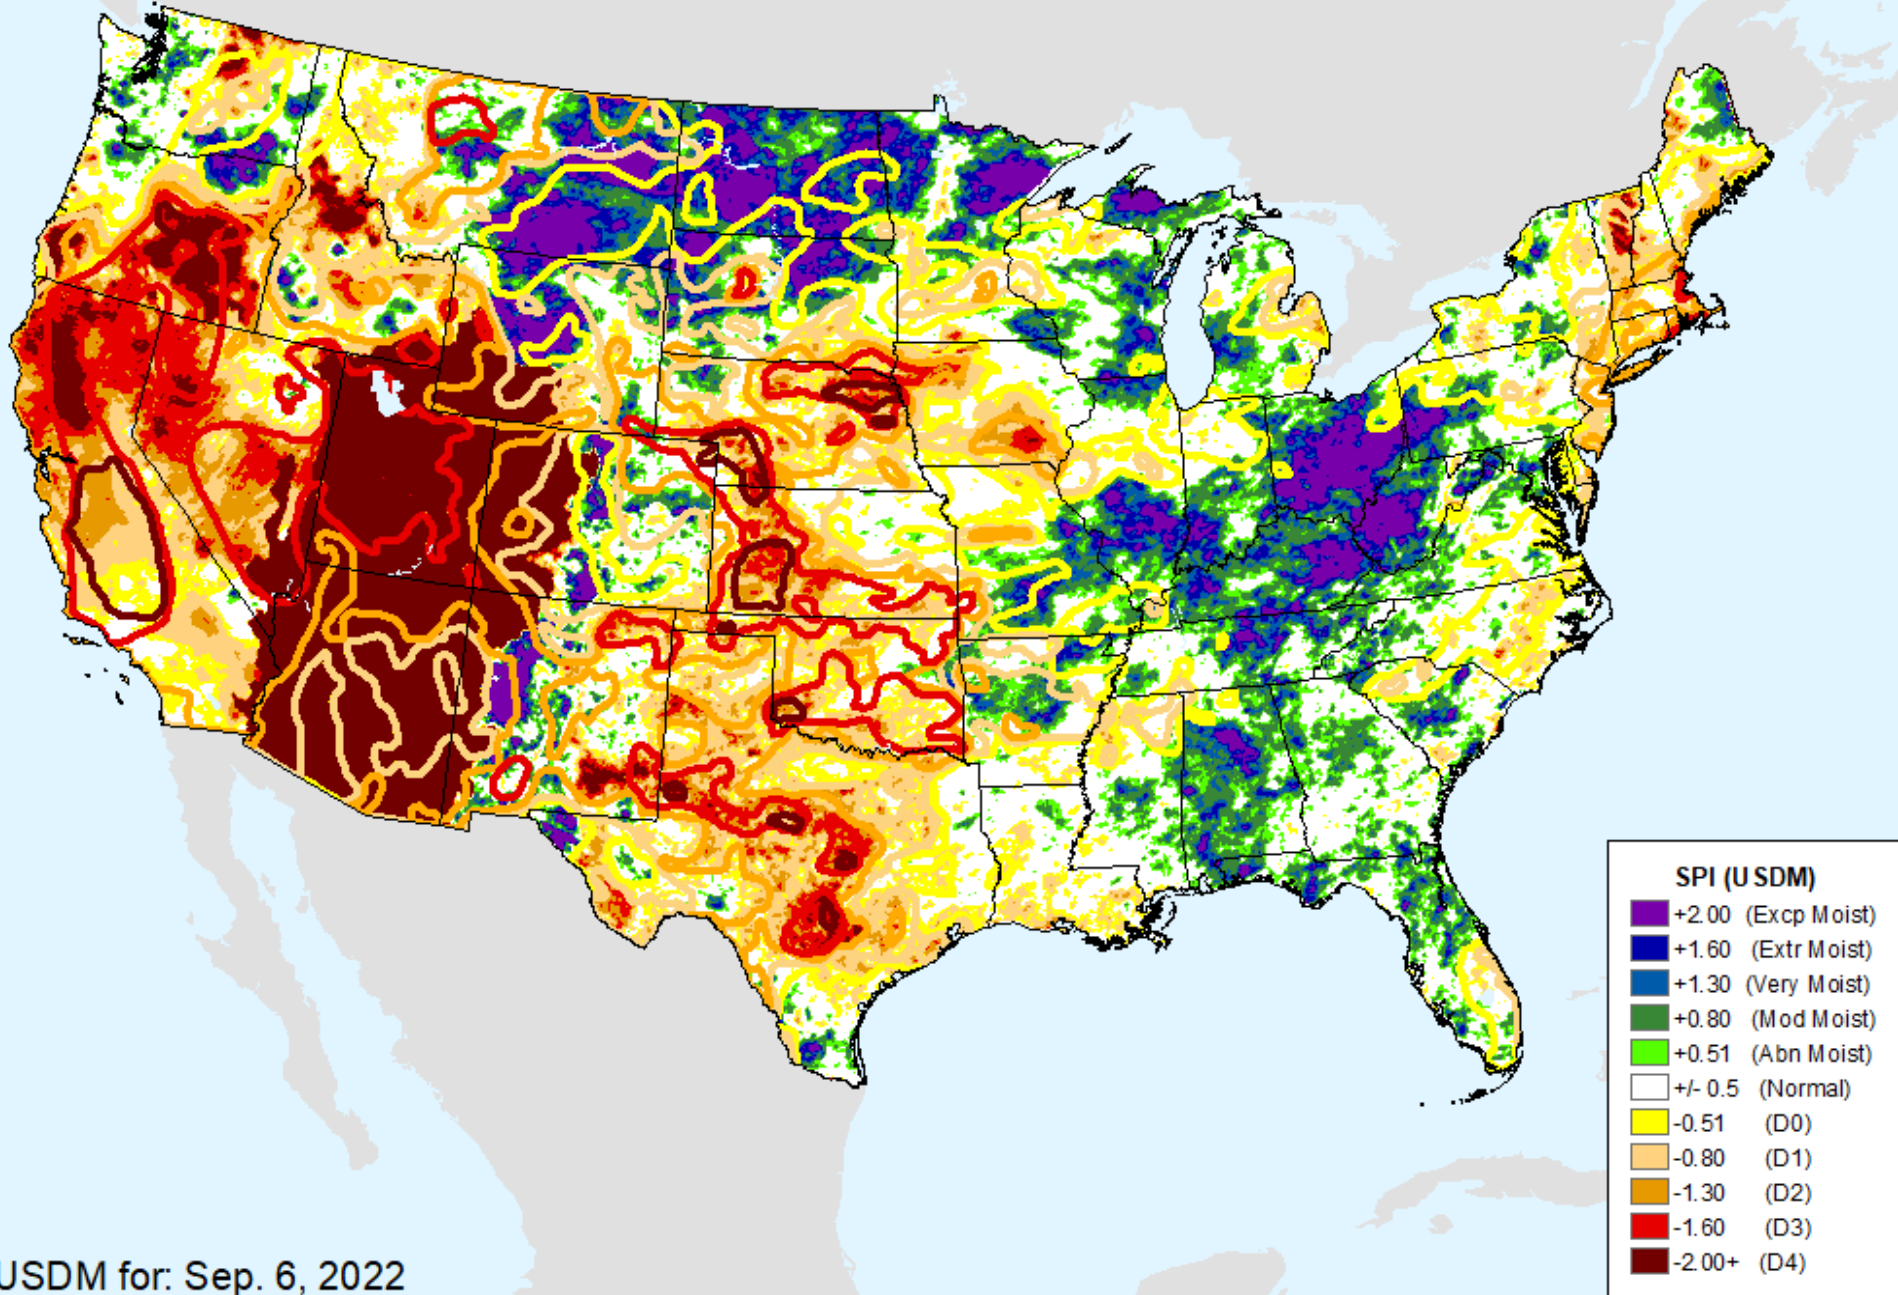 SPI (USDM)
+2.00 (Excp Moist)
+1.60 (Extr Moist)
+1.30 (Very Moist)
+0.80 (Mod Moist)
+0.51 (Abn Moist)
+/- 0.5 (Normal)
-0.51 (D0)
-0.80 (D1)
-1.30 (D2)
-1.60 (D3)
-2.00+ (D4)
USDM for: Sep. 6, 2022